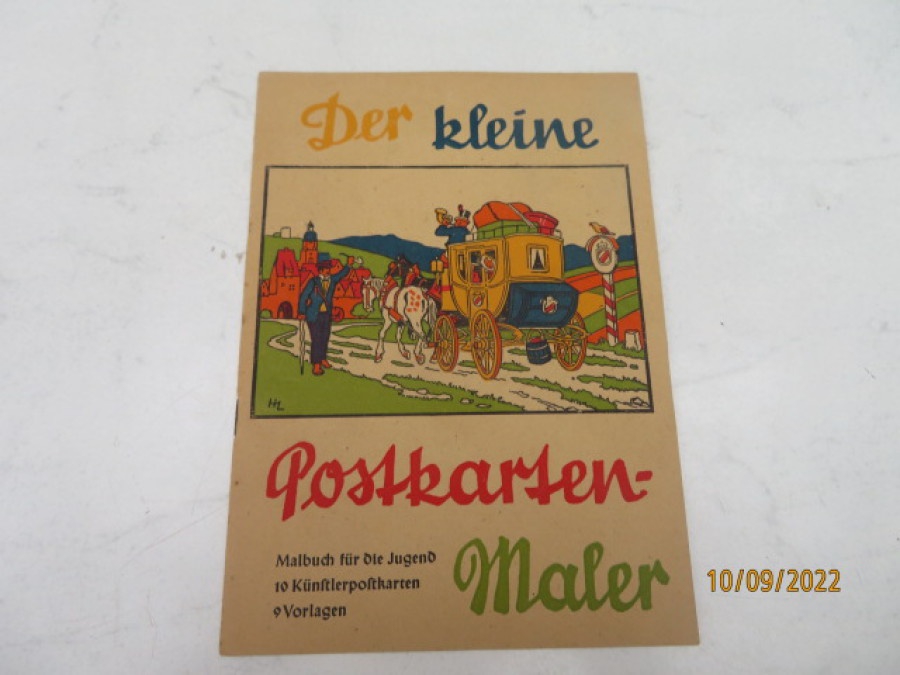 Der kleine
HL
Postkarten-
Maler
Malbuch für die Jugend
10 Künſtlerpoſtkarten
9 Vorlagen
10/09/2022